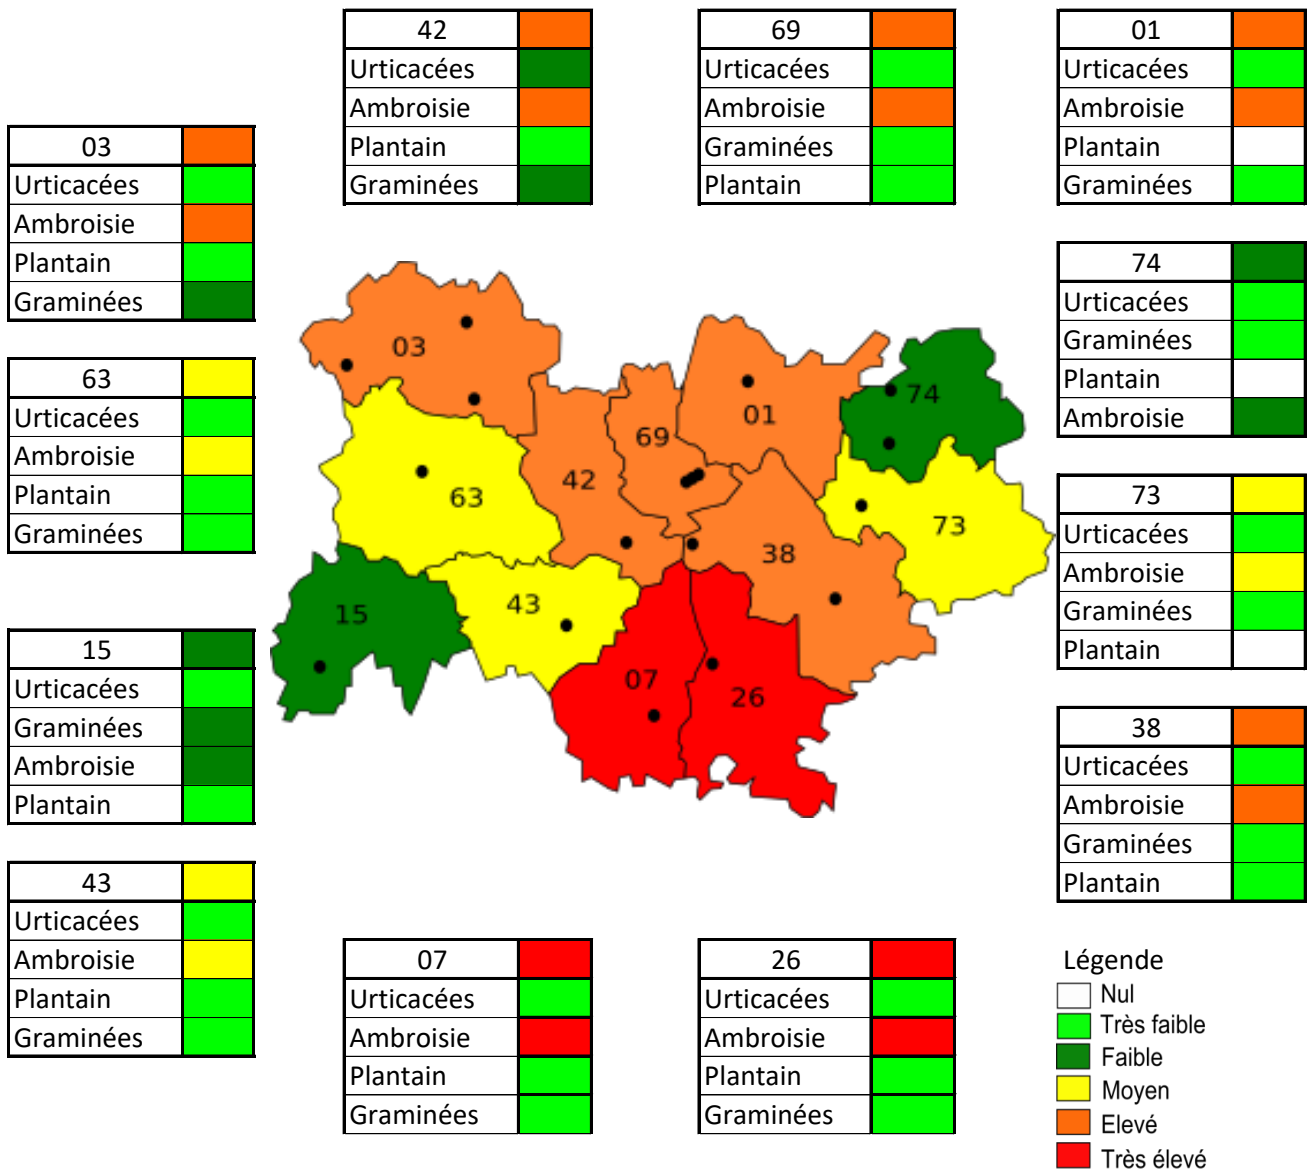 42
Urticacées
Ambroisie
Plantain
Graminées
69
Urticacées
Ambroisie
Graminées
Plantain
01
Urticacées
Ambroisie
Plantain
Graminées
03
Urticacées
Ambroisie
Plantain
Graminées
74
Urticacées
Graminées
Plantain
Ambroisie
63
Urticacées
Ambroisie
Plantain
Graminées
03
01
74
69
42
63
73
38
15
43
07
26
73
Urticacées
Ambroisie
Graminées
Plantain
15
Urticacées
Graminées
Ambroisie
Plantain
38
Urticacées
Ambroisie
Graminées
Plantain
43
Urticacées
Ambroisie
Plantain
Graminées
07
Urticacées
Ambroisie
Plantain
Graminées
26
Urticacées
Ambroisie
Plantain
Graminées
Légende
Nul
Très faible
Faible
Moyen
Elevé
Très élevé